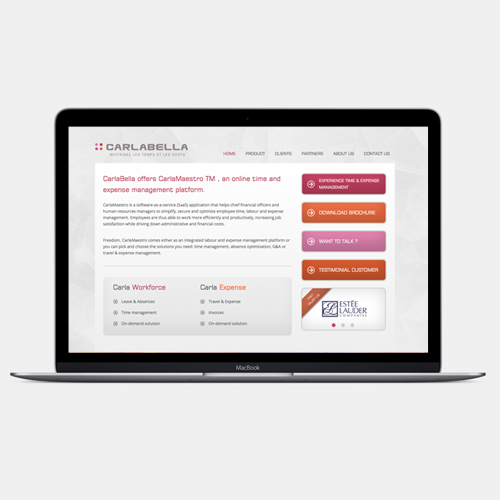 CARLABELLA
MAITRISEZ LES TEMPS ET LES COUTS
HOME PRODUCT CLIENTS PARTNERS ABOUT US CONTACT US
CarlaBella offers CarlaMaestro TM , an online time and
expense management platform.
CarlaMaestro is a software-as-a-service (SaaS) application that helps chief financial officers and
human resources managers to simplify, secure and optimise employee time, labour and expense
management. Employees are thus able to work more efficiently and productively, increasing job
satisfaction while driving down administrative and financial costs.
Freedom. CarlaMaestro comes either as an integrated labour and expense management platform or
you can pick and choose the solutions you need: time management, absence optimisation, G&A or
travel & expense management.
EXPERIENCE TIME & EXPENSE
MANAGEMENT
DOWNLOAD BROCHURE
WANT TO TALK ?
TESTIMONIAL CUSTOMER
Carla Workforce
Leave & Absences
Time management
On-demand solution
Carla Expense
Travel & Expense
Invoices
On-demand solution
THEY
TRUST US
ESTĒE
LAUDER
COMPANIES
MacBook